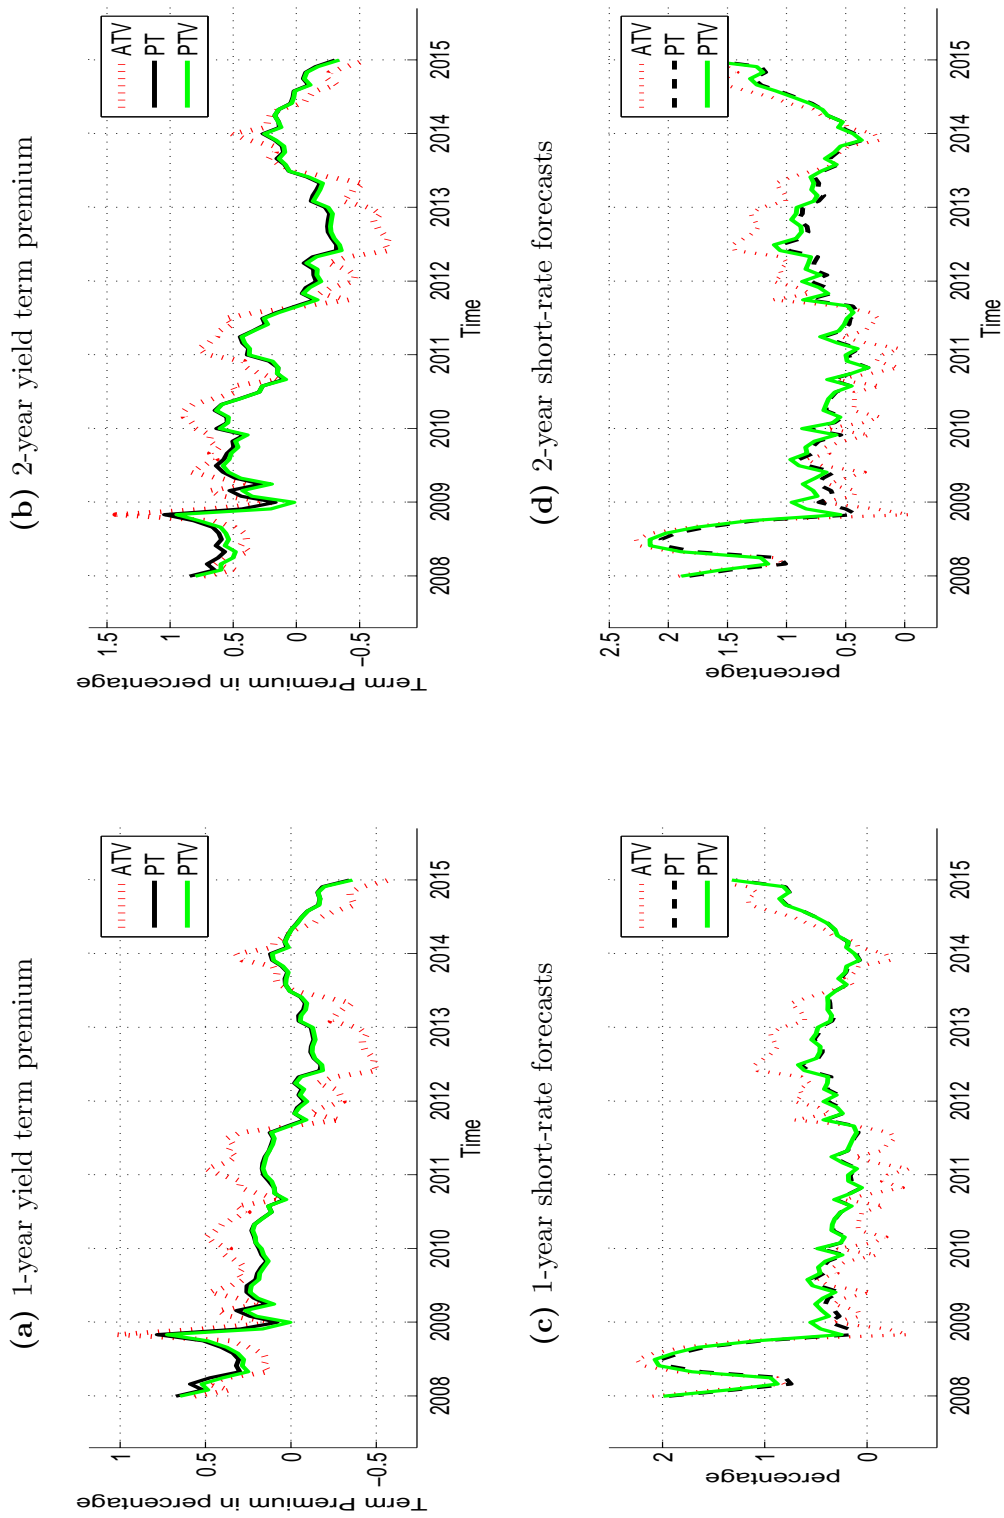 (a) 1-year yield term premium
Term Premium in percentage
1
0.5
0
−0.5
2008 2009 2010 2011 2012 2013 2014 2015
Time
ATV
PT
PTV
(b) 2-year yield term premium
Term Premium in percentage
1.5
1
0.5
0
−0.5
2008 2009 2010 2011 2012 2013 2014 2015
Time
ATV
PT
PTV
(c) 1-year short-rate forecasts
percentage
2
1
0
2008 2009 2010 2011 2012 2013 2014 2015
ATV
PT
PTV
(d) 2-year short-rate forecasts
percentage
2.5
2
1.5
1
0.5
0
2008 2009 2010 2011 2012 2013 2014 2015
Time
ATV
PT
PTV